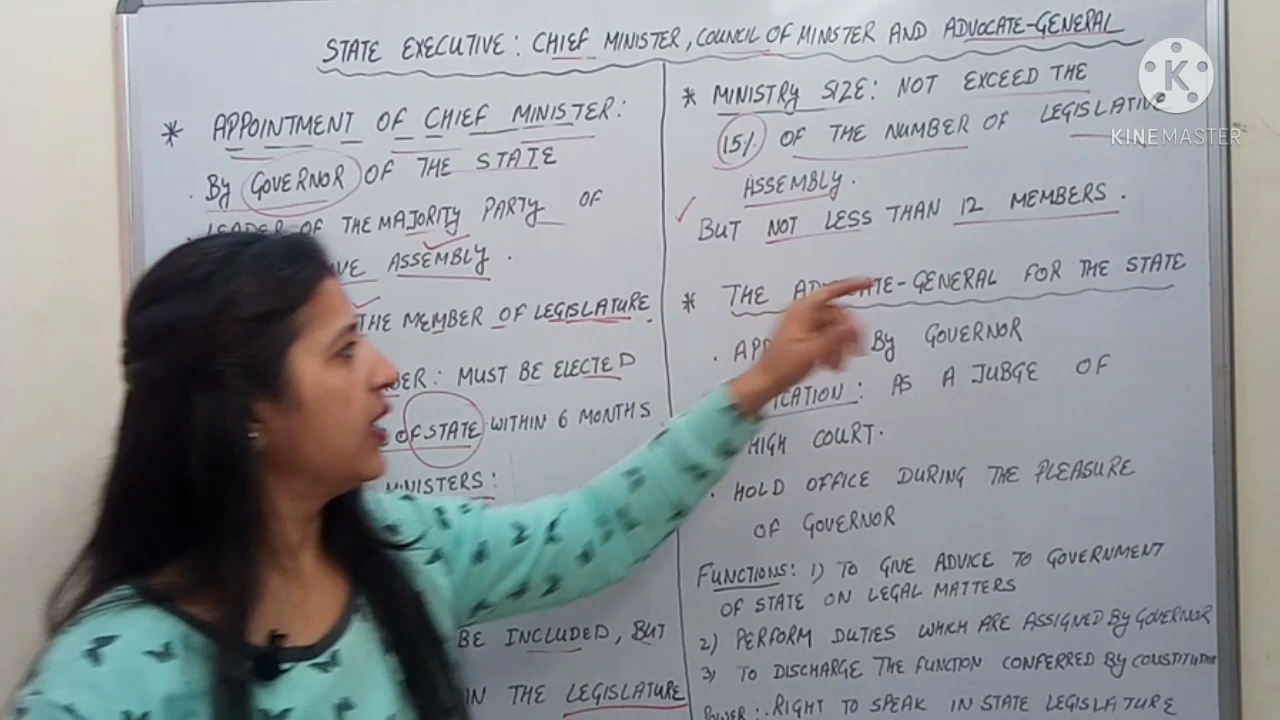 STATE EXECUTIVE: CHIEF MINISTER, COUNCIL OF MINSTER AND ADVOCATE-GENERAL
* APPOINTMENT OF CHIEF MINISTER:
. BY GOVERNOR OF THE STATE
LEADER OF THE MAJORITY PARTY OF
ASSEMBLY.
THE MEMBER OF LEGISLATURE.
MUST BE ELECTED
OF STATE WITHIN 6 MONTHS
MINISTERS:
BE INCLUDED, BUT
IN THE LEGISLATURE
* MINISTRY SIZE: NOT EXCEED THE
15% OF THE NUMBER OF LEGISLATIVE
ASSEMBLY.
BUT NOT LESS THAN 12 MEMBERS.
* THE ADVOCATE-GENERAL FOR THE STATE
. BY GOVERNOR
: AS A JUDGE OF
HIGH COURT.
. HOLD OFFICE DURING THE PLEASURE
OF GOVERNOR
FUNCTIONS: 1) TO GIVE ADVICE TO GOVERNMENT
OF STATE ON LEGAL MATTERS
2) PERFORM DUTIES WHICH ARE ASSIGNED BY GOVERNOR
3) TO DISCHARGE THE FUNCTION CONFERRED BY CONSTITUTION
POWER: . RIGHT TO SPEAK IN STATE LEGISLATURE
K
KINEMASTER